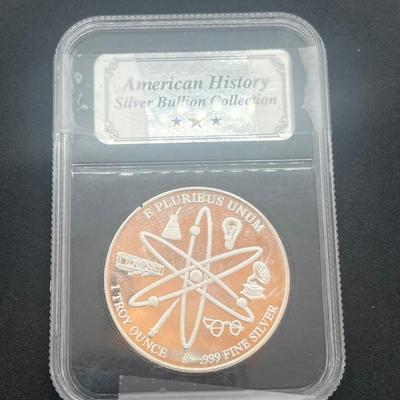 American History
Silver Bullion Collection
E PLURIBUS UNUM
1 TROY OUNCE .999 FINE SILVER